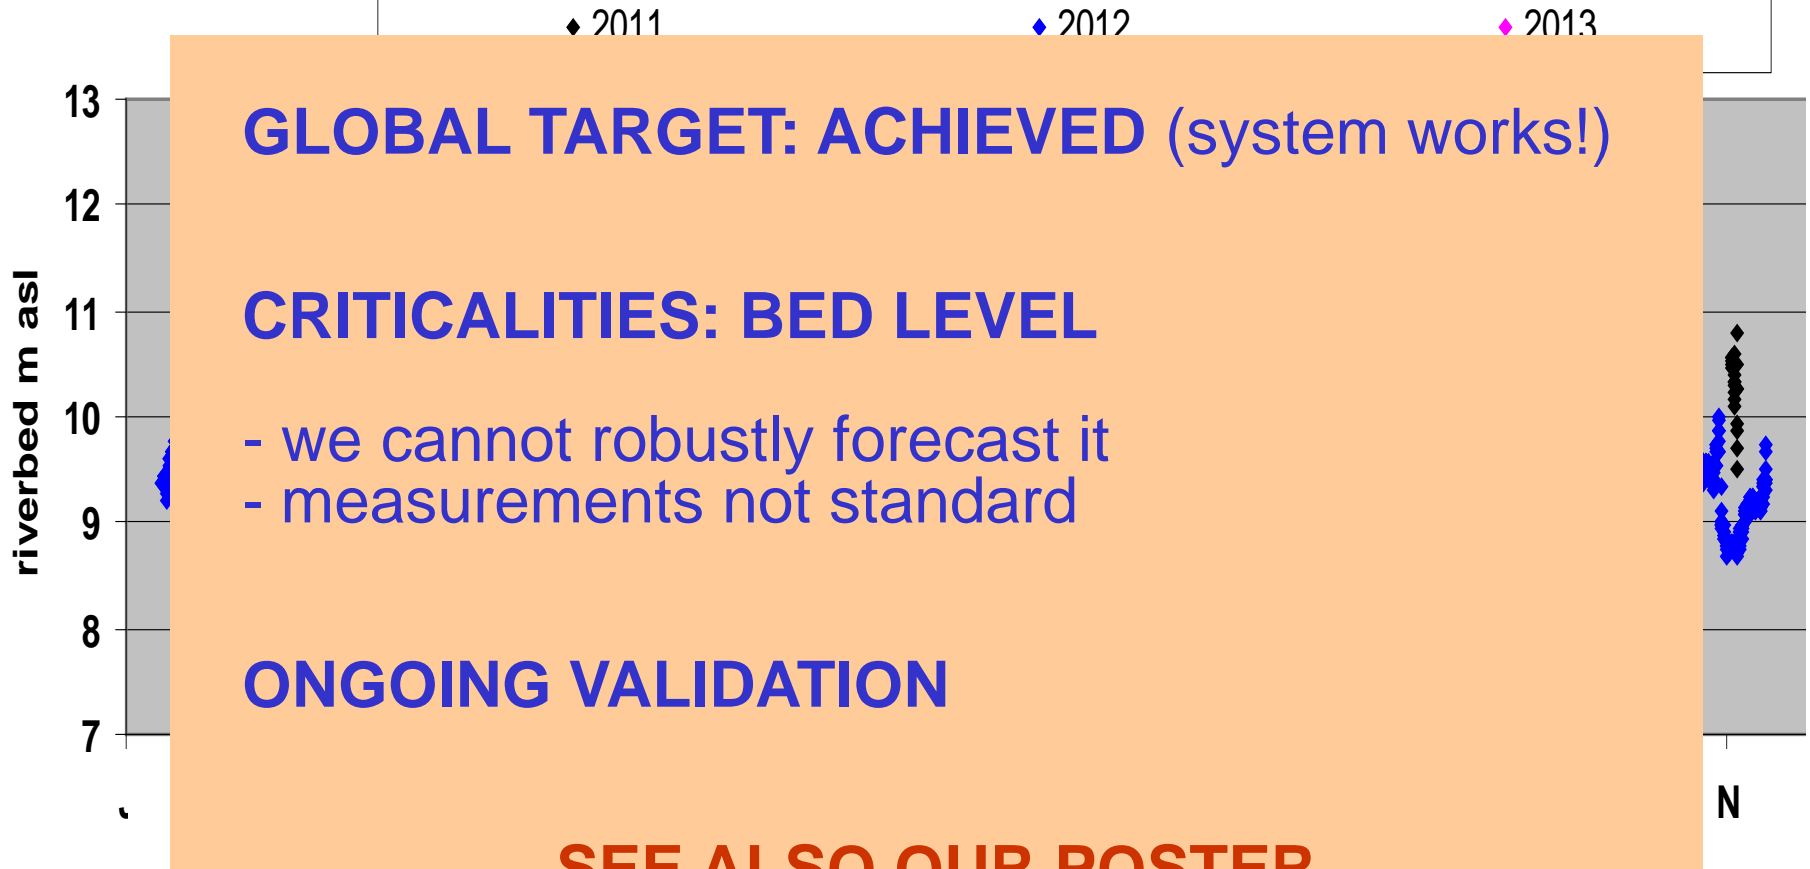 2011 2012 2013
13
GLOBAL TARGET: ACHIEVED (system works!)
12
CRITICALITIES: BED LEVEL
11
10
- we cannot robustly forecast it
- measurements not standard
9
8
ONGOING VALIDATION
7
riverbed m asl
N
SEE ALSO OUR POSTER